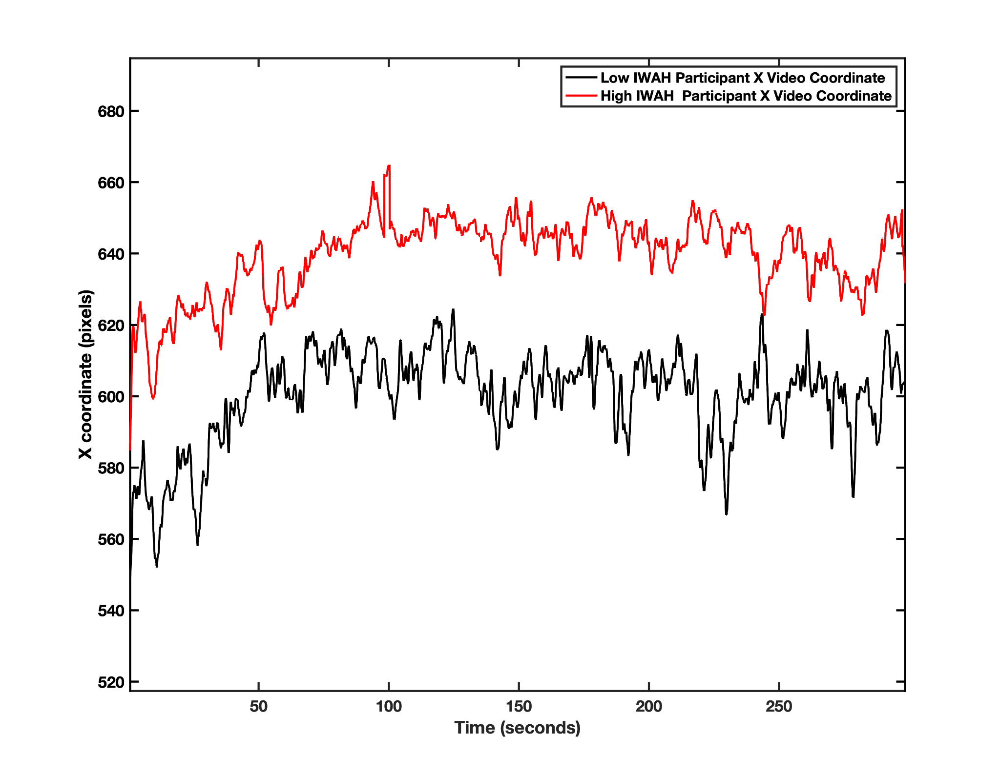 Low IWAH Participant X Video Coordinate
High IWAH  Participant X Video Coordinate
680
660
640
620
600
580
560
540
520
X coordinate (pixels)
50 100 150 200 250
Time (seconds)